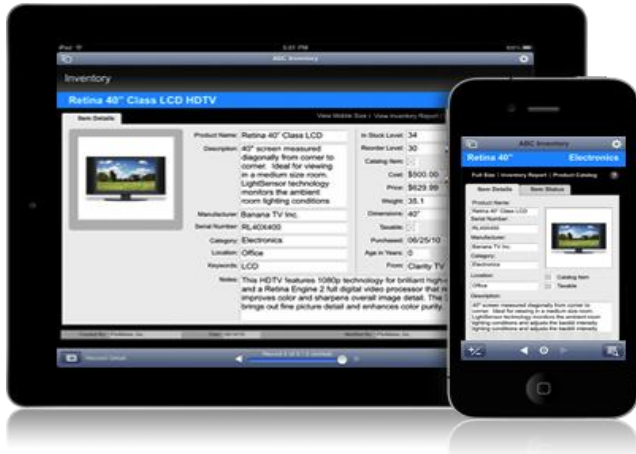 iPad
5:01 PM
ABC Inventory
Inventory
Retina 40" Class LCD HDTV
View Mobile Size | View Inventory Report |
Item Details
Product Name: Retina 40" Class LCD
Description: 40" screen measured
diagonally from corner to
corner. Ideal for viewing
in a medium size room.
LightSensor technology
monitors the ambient
room lighting conditions
Manufacturer: Banana TV Inc.
Serial Number: RL40X400
Category: Electronics
Location: Office
Keywords: LCD
Notes: This HDTV features 1080p technology for brilliant high-
and a Retina Engine 2 full digital video processor that
improves color and sharpens overall image detail. The
brings out fine picture detail and enhances color purity.
In Stock Level: 34
Reorder Level: 30
Catalog Item:
Cost: $500.00
Price: $629.99
Weight: 35.1
Dimensions: 40"
Taxable:
Purchased: 06/25/10
Age in Years: 0
From: Clarity TV
ABC Inventory
Retina 40" Electronics
Full Size | Inventory Report | Product Catalog ?
Item Details Item Status
Product Name:
Retina 40" Class LCD
Serial Number:
RL40X400
Manufacturer:
Banana TV Inc.
Category:
Electronics
Location:
Office
Catalog Item
Taxable
Description:
40" screen measured diagonally from corner to
corner. Ideal for viewing in a medium size room.
LightSensor technology monitors the ambient room
lighting conditions and adjusts the backlit intensity
lighting conditions and adjusts the backlit intensity